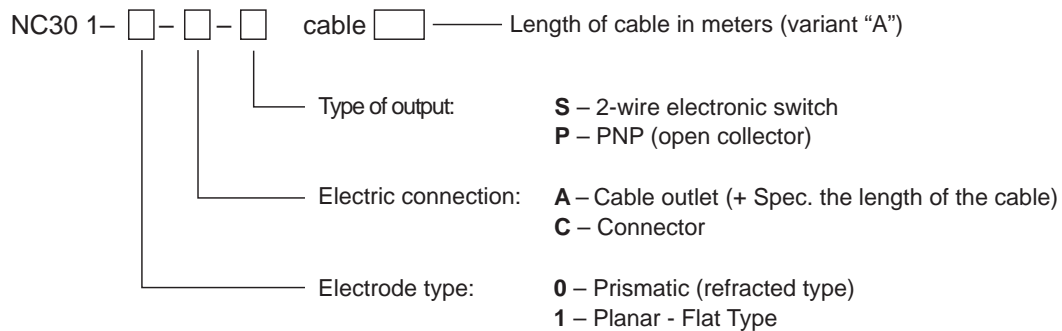 NC30 1– – – cable Length of cable in meters (variant “A”)
Type of output: S – 2-wire electronic switch
P – PNP (open collector)
Electric connection: A – Cable outlet (+ Spec. the length of the cable)
C – Connector
Electrode type: 0 – Prismatic (refracted type)
1 – Planar - Flat Type